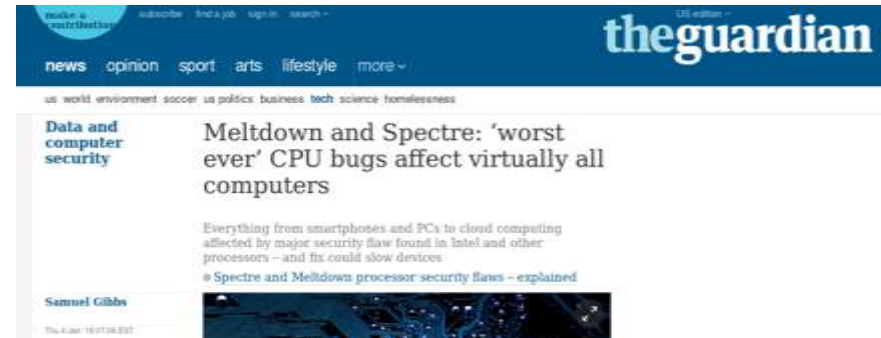 make a
contribution
subscribe find a job sign in search
US edition
theguardian
news opinion sport arts lifestyle more
us world environment soccer us politics business tech science homelessness
Data and
computer
security
Meltdown and Spectre: ‘worst
ever’ CPU bugs affect virtually all
computers
Everything from smartphones and PCs to cloud computing
affected by major security flaw found in Intel and other
processors – and fix could slow devices
Spectre and Meltdown processor security flaws – explained
Samuel Gibbs